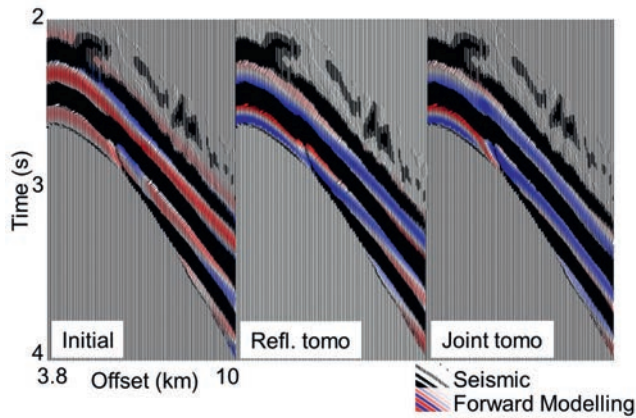 2
Time (s)
3
4
Initial
Refl. tomo
Joint tomo
3.8 Offset (km) 10
Seismic
Forward Modelling